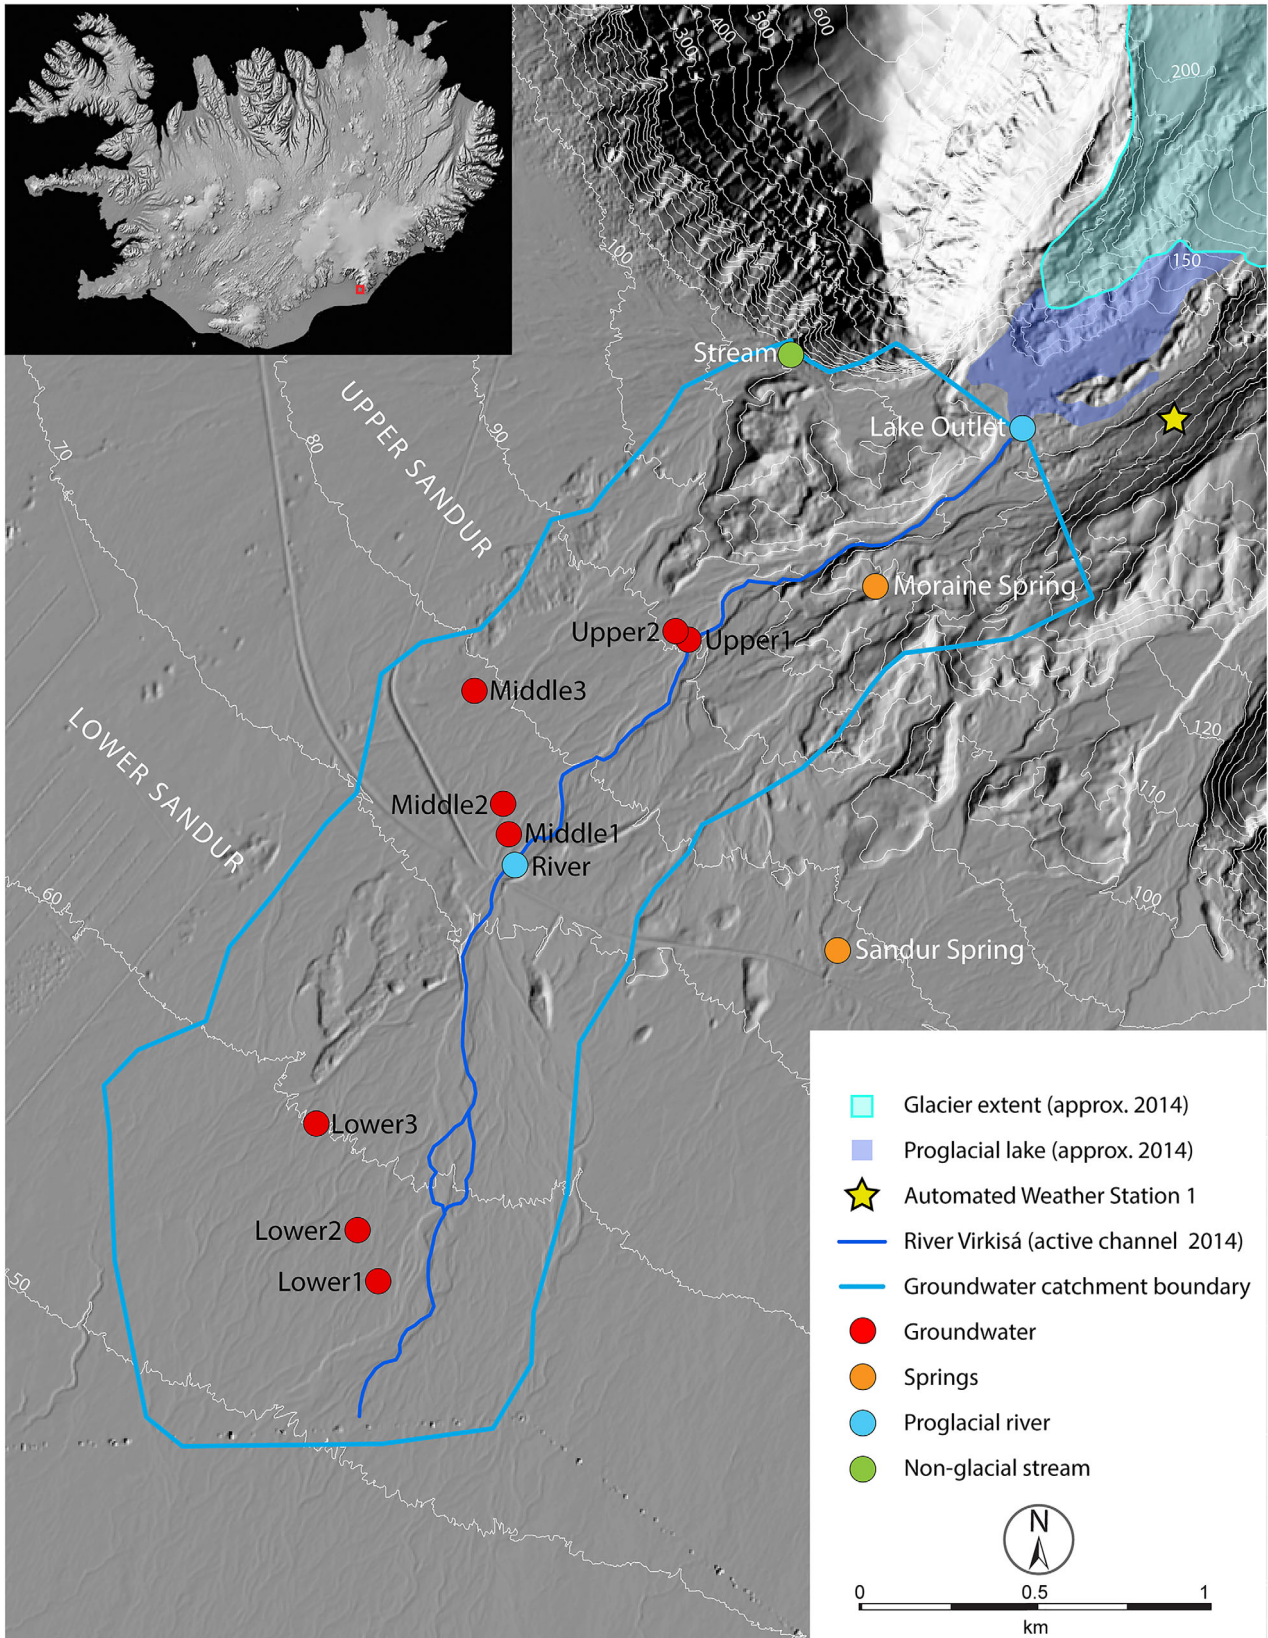 600
500
400
300
200
100
150
Stream
UPPER SANDUR
90
80
70
Lake Outlet
Moraine Spring
Upper2
Upper1
Middle3
LOWER SANDUR
120
110
Middle2
Middle1
River
60
100
Sandur Spring
Lower3
Lower2
Lower1
50
Glacier extent (approx. 2014)
Proglacial lake (approx. 2014)
Automated Weather Station 1
River Virkisá (active channel 2014)
Groundwater catchment boundary
Groundwater
Springs
Proglacial river
Non-glacial stream
N
0 0.5 1
km